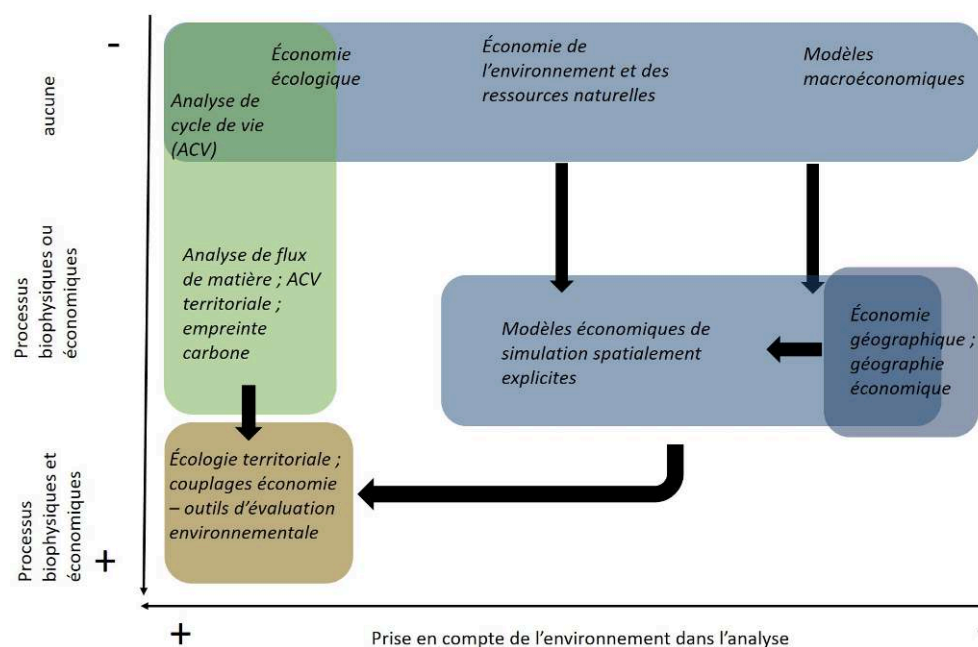 -
aucune
Économie
écologique
Économie de
l'environnement et des
ressources naturelles
Modèles
macroéconomiques
Analyse de
cycle de vie
(ACV)
Processus
biophysiques ou
économiques
Analyse de flux
de matière ; ACV
territoriale ;
empreinte
carbone
Modèles économiques de
simulation spatialement
explicites
Économie
géographique ;
géographie
économique
Processus
biophysiques et
économiques
+
Écologie territoriale ;
couplages économie
– outils d'évaluation
environnementale
+
Prise en compte de l'environnement dans l'analyse